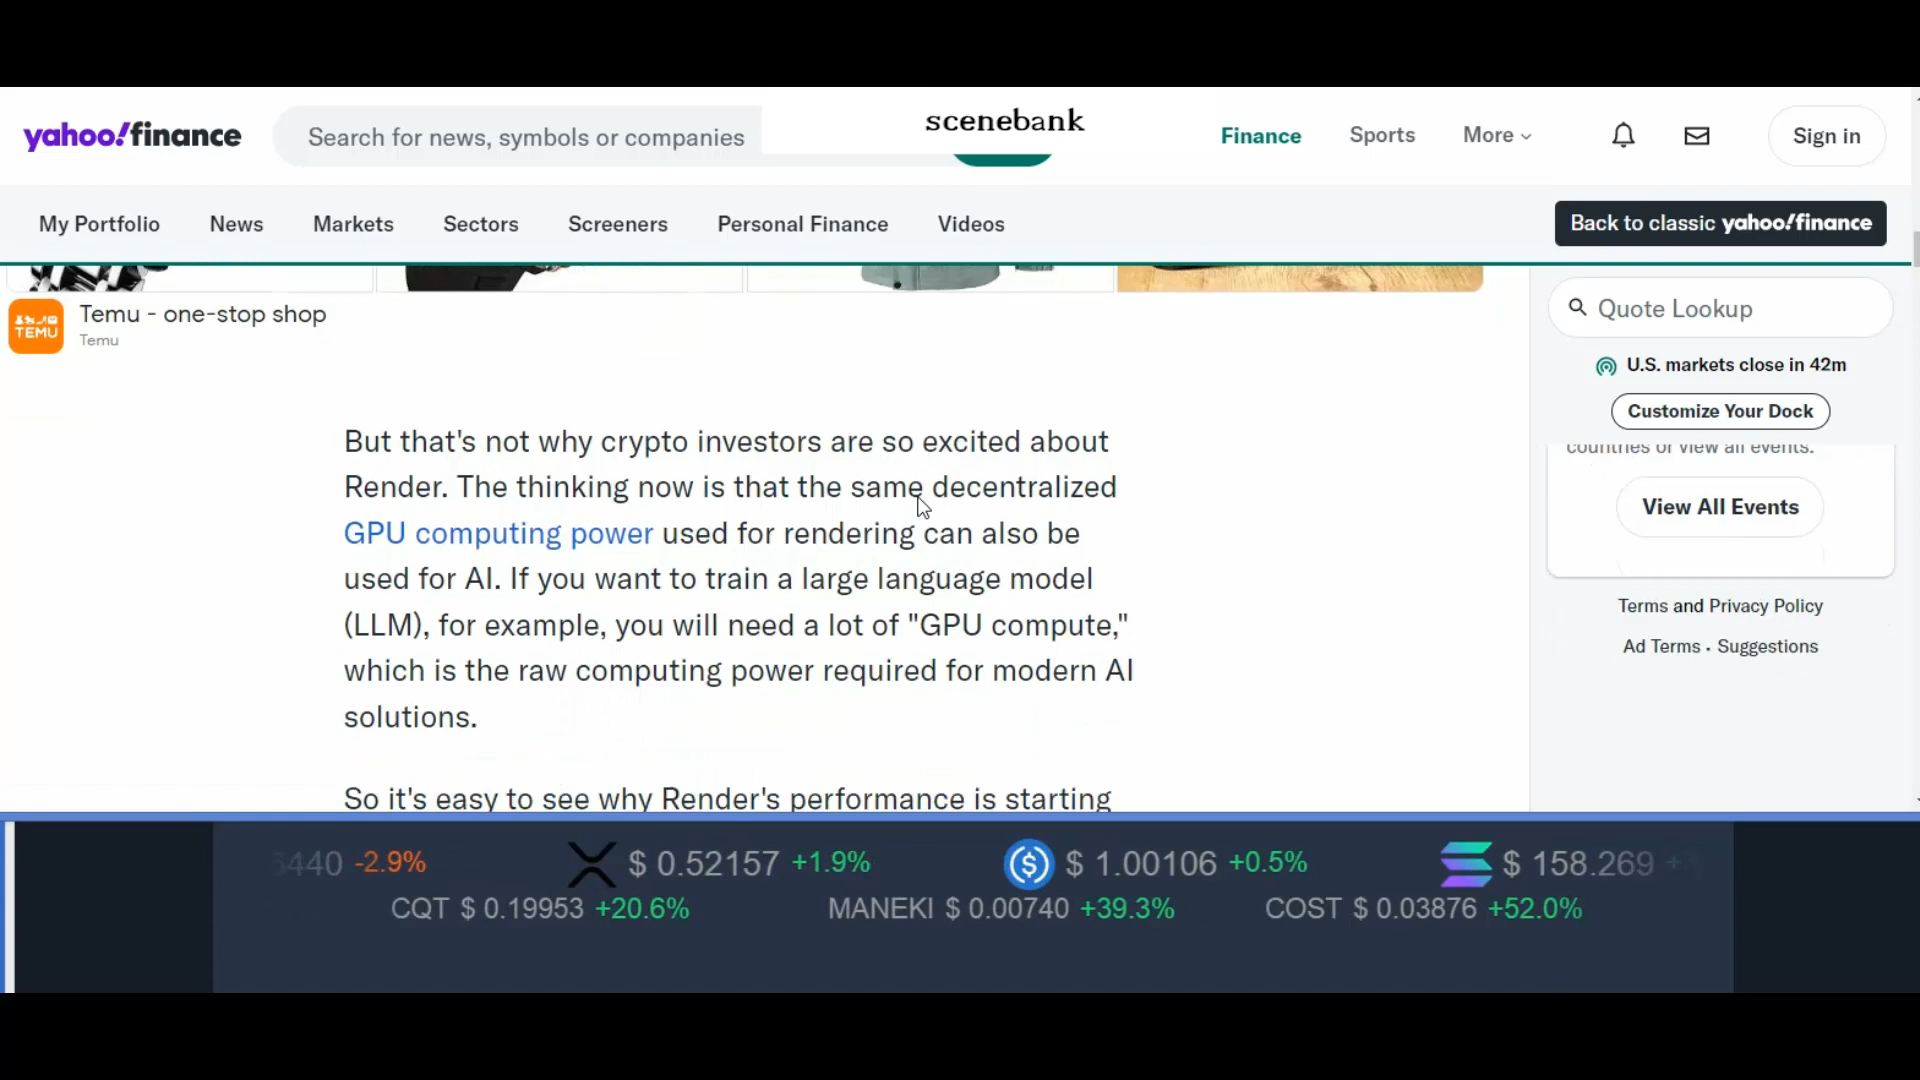 yahoo!finance
Search for news, symbols or companies
scenebank
Finance
Sports
More
Sign in
My Portfolio
News
Markets
Sectors
Screeners
Personal Finance
Videos
Back to classic yahoo!finance
TEMU
Temu - one-stop shop
Temu
Quote Lookup
U.S. markets close in 42m
Customize Your Dock
countries or view all events.
View All Events
Terms and Privacy Policy
Ad Terms • Suggestions
But that's not why crypto investors are so excited about
Render. The thinking now is that the same decentralized
GPU computing power used for rendering can also be
used for AI. If you want to train a large language model
(LLM), for example, you will need a lot of "GPU compute,"
which is the raw computing power required for modern AI
solutions.
So it's easy to see why Render's performance is starting
6440 -2.9% $ 0.52157 +1.9% $ 1.00106 +0.5% $ 158.269
CQT $ 0.19953 +20.6% MANEKI $ 0.00740 +39.3% COST $ 0.03876 +52.0%